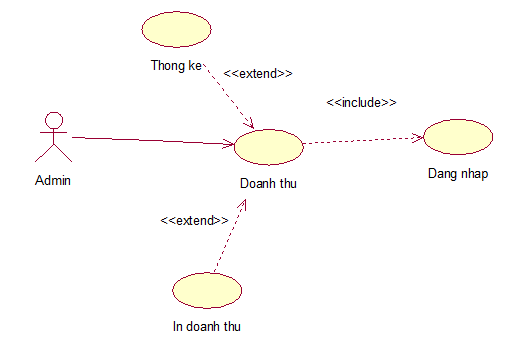 Thong ke
<<extend>>
<<include>>
Admin
Doanh thu
Dang nhap
<<extend>>
In doanh thu